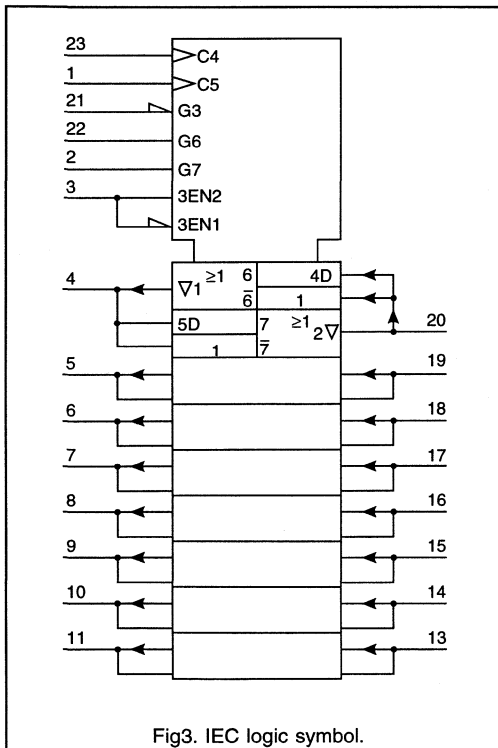 23 C4
1 C5
21 G3
22 G6
2 G7
3 3EN2
3EN1
4 ▽1 ≥1 6 4D
6̅ 1
5D 7 ≥1 2▽ 20
1 7̅
5 19
6 18
7 17
8 16
9 15
10 14
11 13
Fig3. IEC logic symbol.